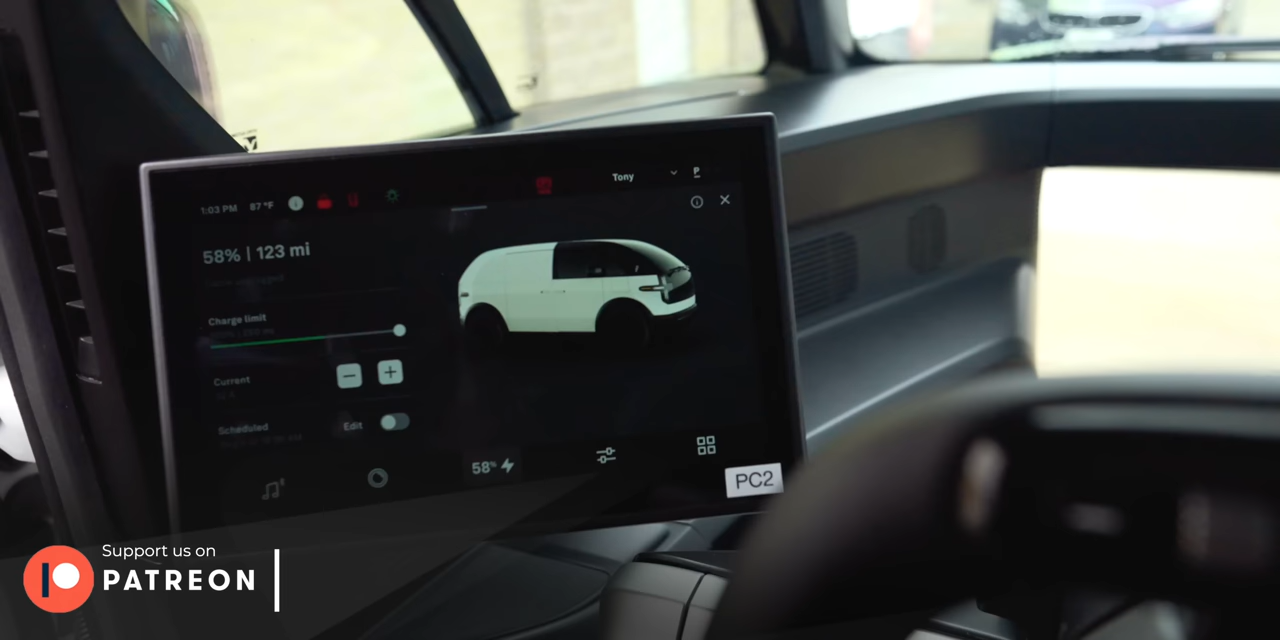 1:03 PM 87 °F
Tony P
58% | 123 mi
Charge limit
Current
Scheduled Edit
58%
PC2
Support us on
PATREON